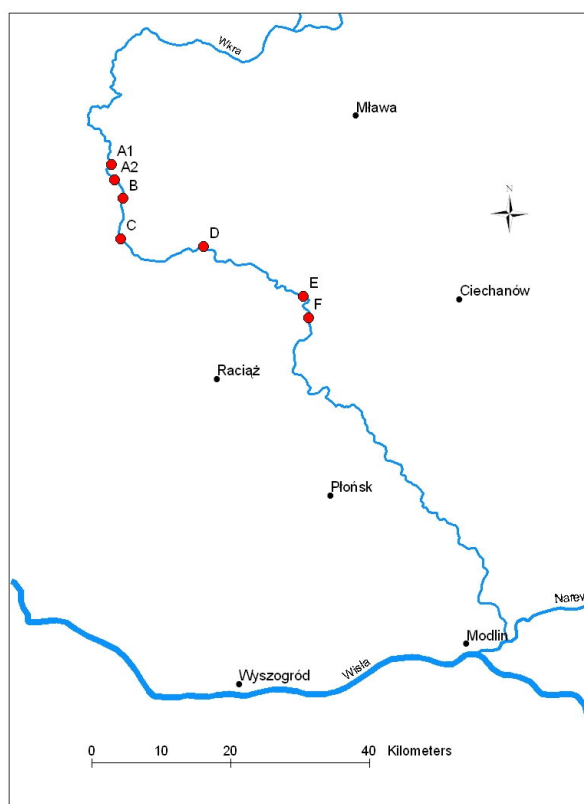 Wkra
Mława
A1
A2
B
N
C
D
E
Ciechanów
F
Raciąż
Płońsk
Narew
Modlin
Wisła
Wyszogród
0 10 20 40 Kilometers